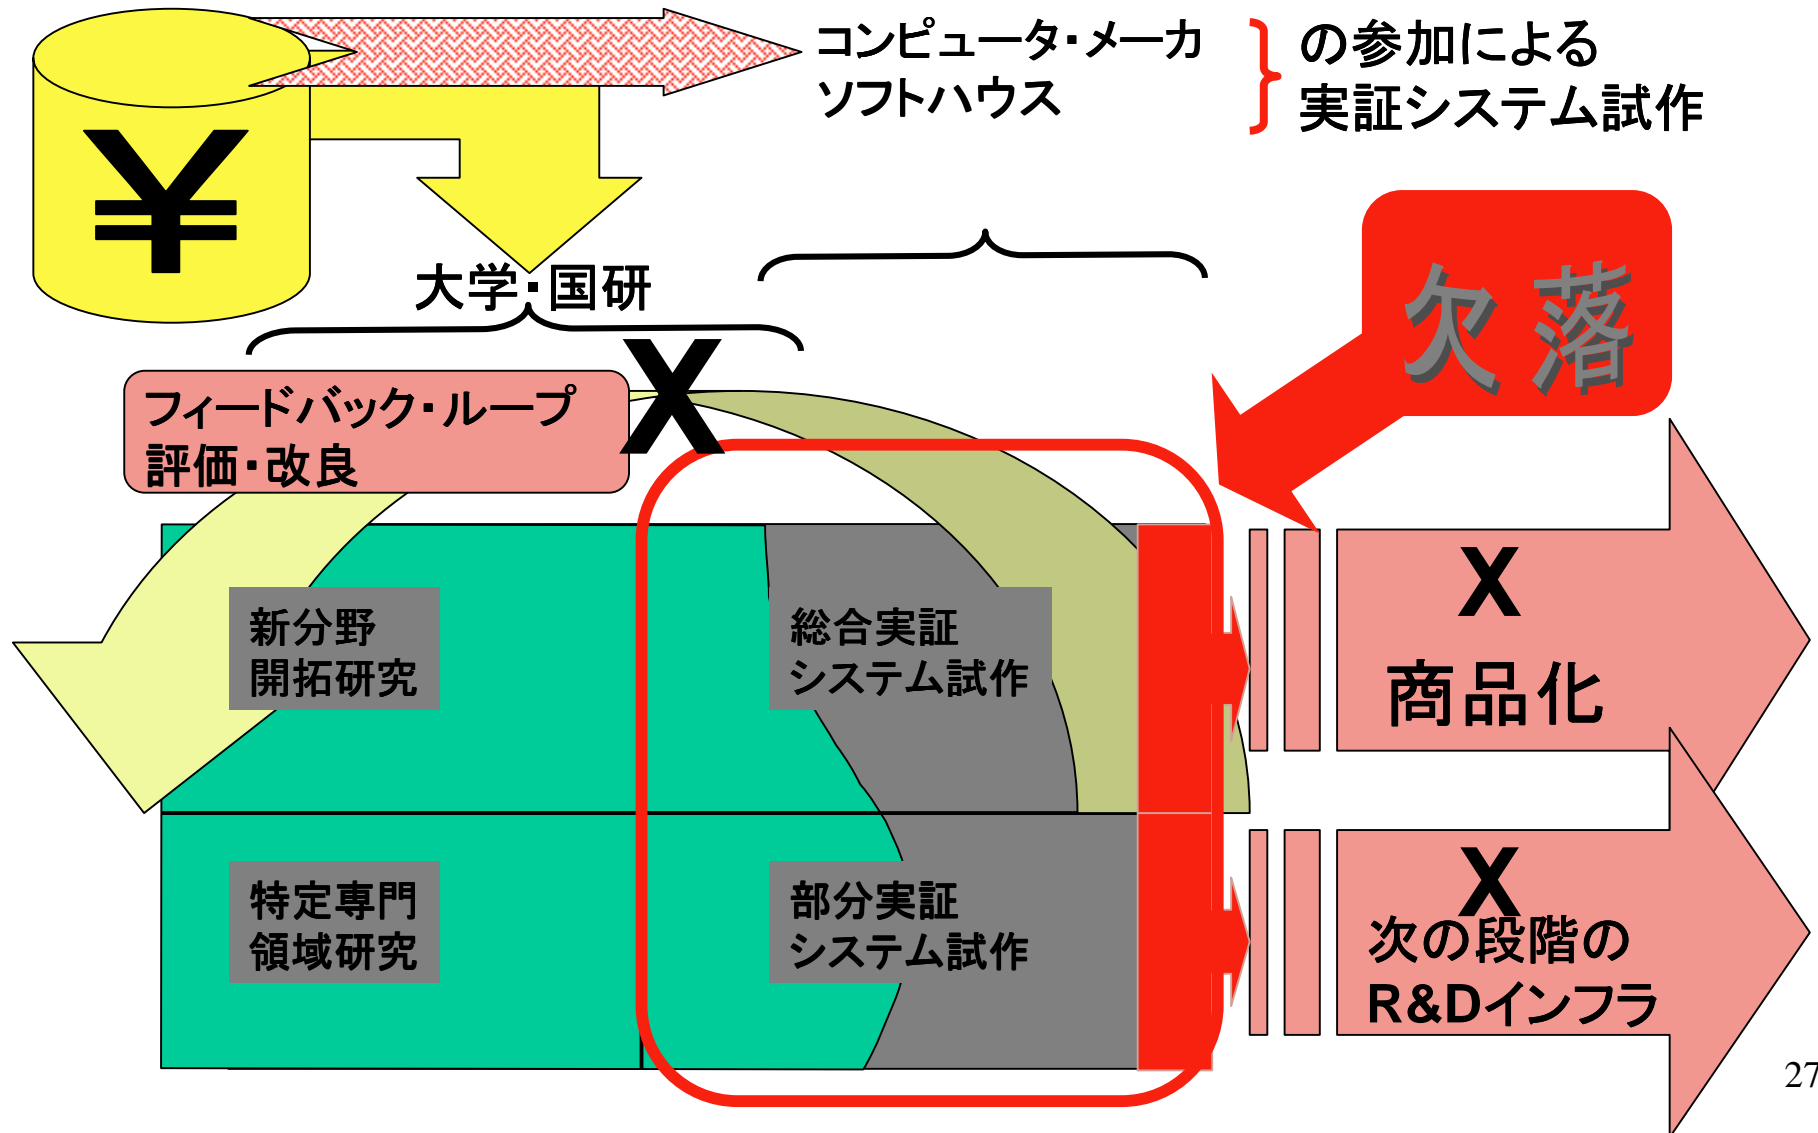 コンピュータ・メーカ
ソフトハウス
の参加による
実証システム試作
¥
大学・国研
欠落
X
フィードバック・ループ
評価・改良
新分野
開拓研究
総合実証
システム試作
X
商品化
特定専門
領域研究
部分実証
システム試作
X
次の段階の
R&Dインフラ
27